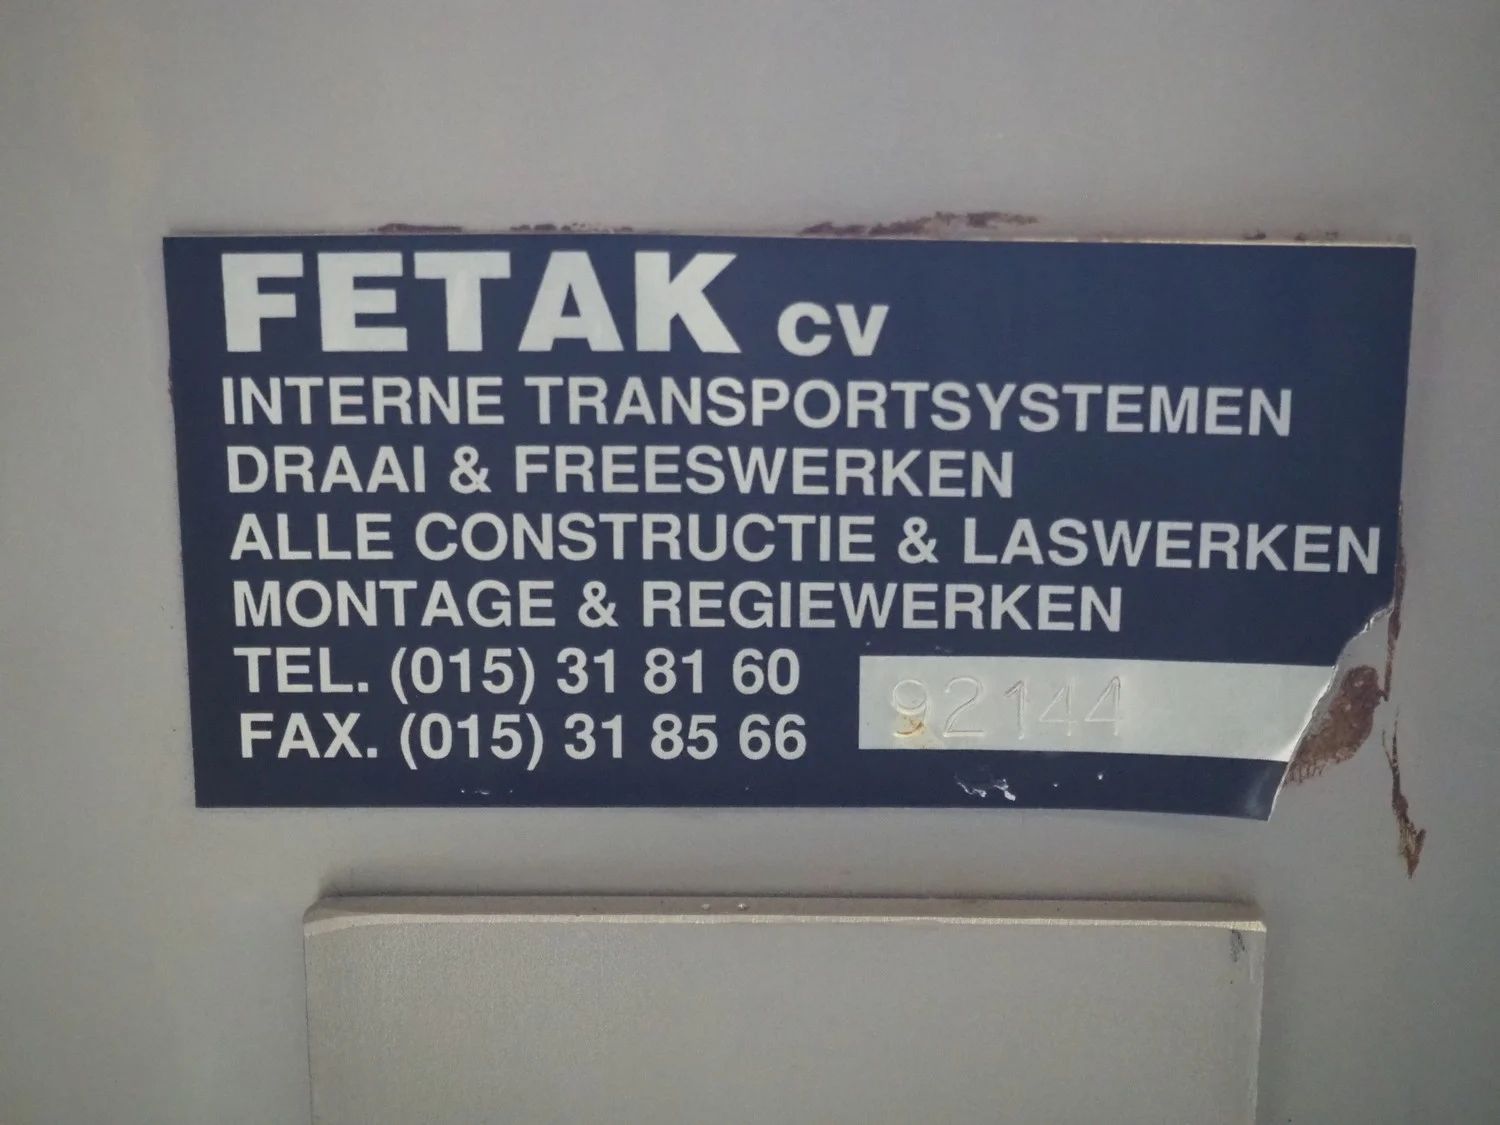 FETAK cv
INTERNE TRANSPORTSYSTEMEN
DRAAI & FREESWERKEN
ALLE CONSTRUCTIE & LASWERKEN
MONTAGE & REGIEWERKEN
TEL. (015) 31 81 60
FAX. (015) 31 85 66
92144